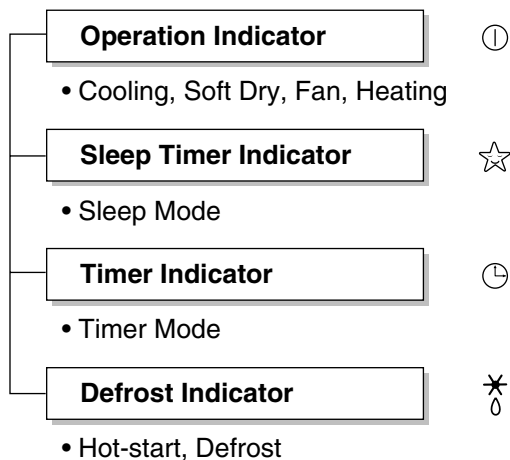 Operation Indicator
• Cooling, Soft Dry, Fan, Heating
Sleep Timer Indicator
• Sleep Mode
Timer Indicator
• Timer Mode
Defrost Indicator
• Hot-start, Defrost